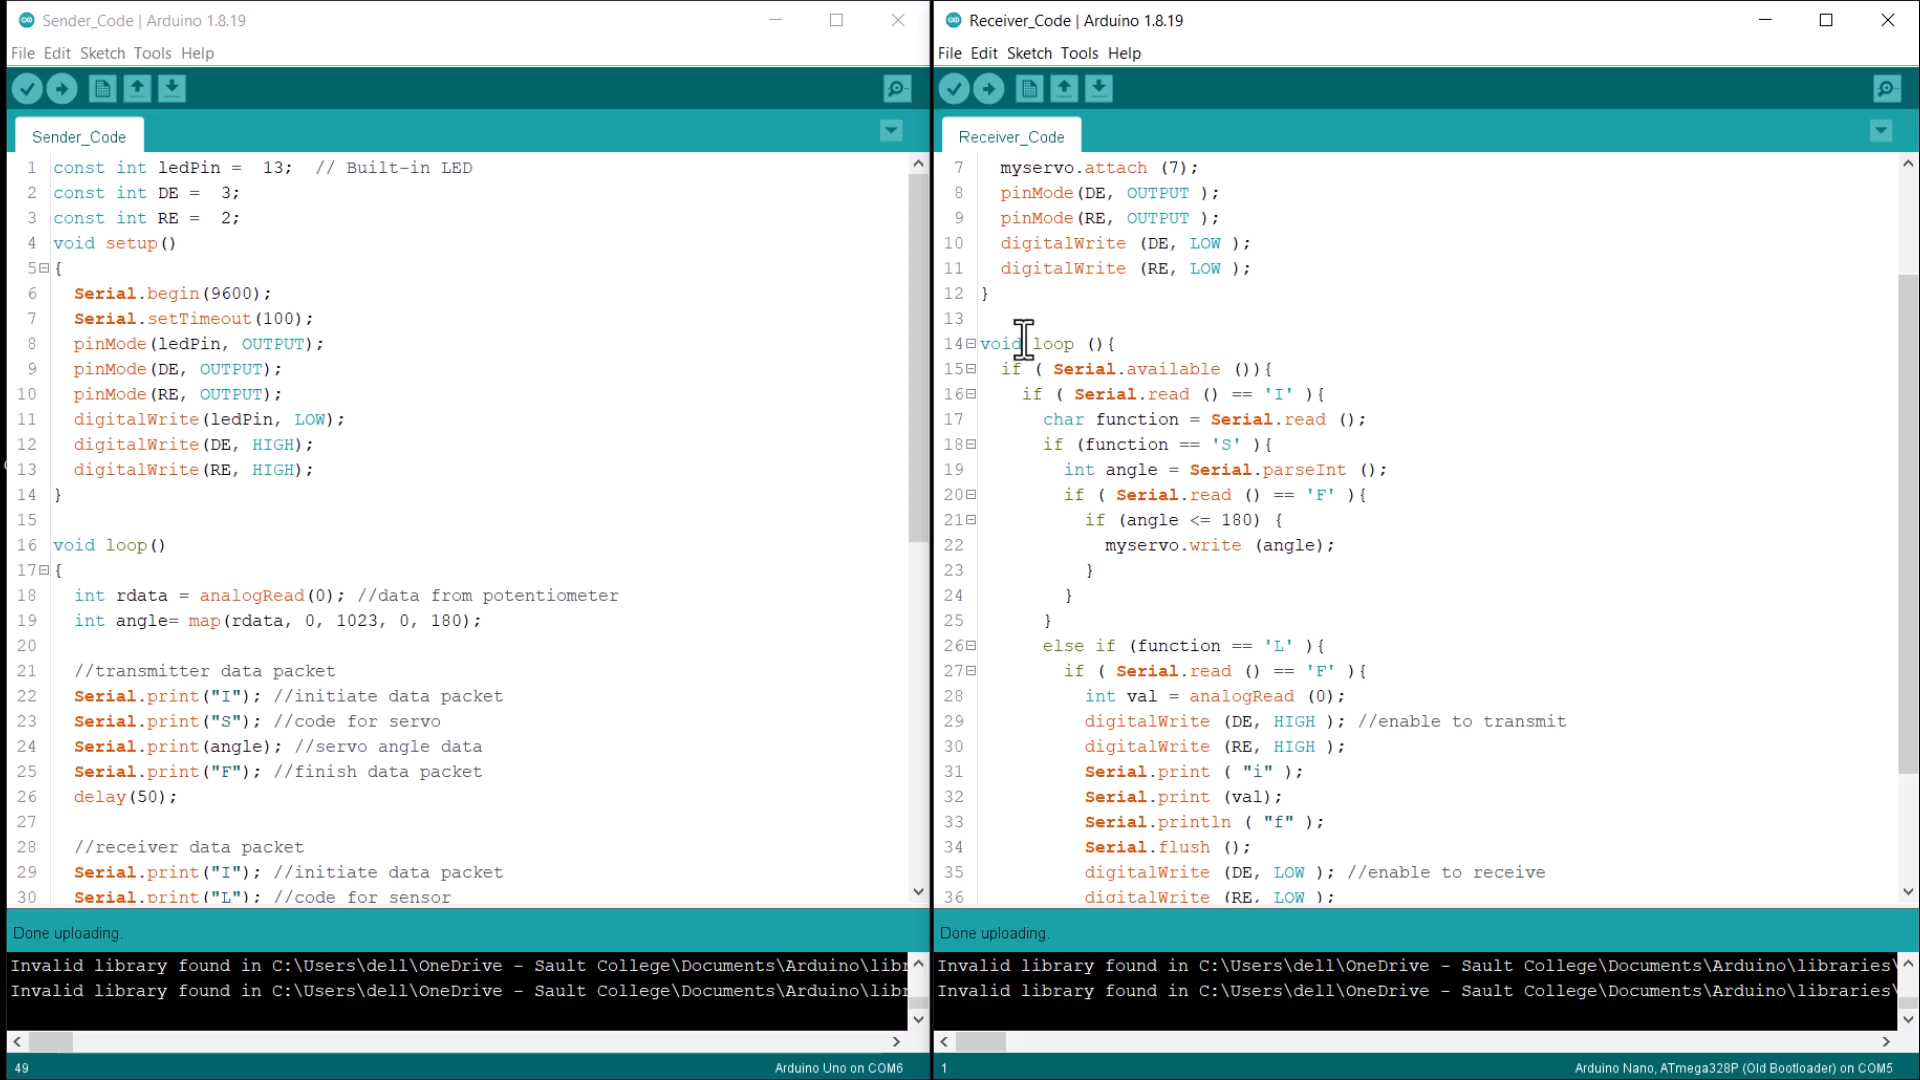 Sender_Code | Arduino 1.8.19
File Edit Sketch Tools Help
Sender_Code
1 const int ledPin = 13; // Built-in LED
2 const int DE = 3;
3 const int RE = 2;
4 void setup()
5 {
6 Serial.begin(9600);
7 Serial.setTimeout(100);
8 pinMode(ledPin, OUTPUT);
9 pinMode(DE, OUTPUT);
10 pinMode(RE, OUTPUT);
11 digitalWrite(ledPin, LOW);
12 digitalWrite(DE, HIGH);
13 digitalWrite(RE, HIGH);
14 }
15
16 void loop()
17 {
18 int rdata = analogRead(0); //data from potentiometer
19 int angle= map(rdata, 0, 1023, 0, 180);
20
21 //transmitter data packet
22 Serial.print("I"); //initiate data packet
23 Serial.print("S"); //code for servo
24 Serial.print(angle); //servo angle data
25 Serial.print("F"); //finish data packet
26 delay(50);
27
28 //receiver data packet
29 Serial.print("I"); //initiate data packet
30 Serial.print("L"); //code for sensor
Done uploading.
Invalid library found in C:\Users\dell\OneDrive - Sault College\Documents\Arduino\libr
Invalid library found in C:\Users\dell\OneDrive - Sault College\Documents\Arduino\libr
49 Arduino Uno on COM6
Receiver_Code | Arduino 1.8.19
File Edit Sketch Tools Help
Receiver_Code
7 myservo.attach (7);
8 pinMode(DE, OUTPUT );
9 pinMode(RE, OUTPUT );
10 digitalWrite (DE, LOW );
11 digitalWrite (RE, LOW );
12 }
13
14 void loop (){
15 if ( Serial.available ()){
16 if ( Serial.read () == 'I' ){
17 char function = Serial.read ();
18 if (function == 'S' ){
19 int angle = Serial.parseInt ();
20 if ( Serial.read () == 'F' ){
21 if (angle <= 180) {
22 myservo.write (angle);
23 }
24 }
25 }
26 else if (function == 'L' ){
27 if ( Serial.read () == 'F' ){
28 int val = analogRead (0);
29 digitalWrite (DE, HIGH ); //enable to transmit
30 digitalWrite (RE, HIGH );
31 Serial.print ( "i" );
32 Serial.print (val);
33 Serial.println ( "f" );
34 Serial.flush ();
35 digitalWrite (DE, LOW ); //enable to receive
36 digitalWrite (RE, LOW );
Done uploading.
Invalid library found in C:\Users\dell\OneDrive - Sault College\Documents\Arduino\libraries\
Invalid library found in C:\Users\dell\OneDrive - Sault College\Documents\Arduino\libraries\
1 Arduino Nano, ATmega328P (Old Bootloader) on COM5